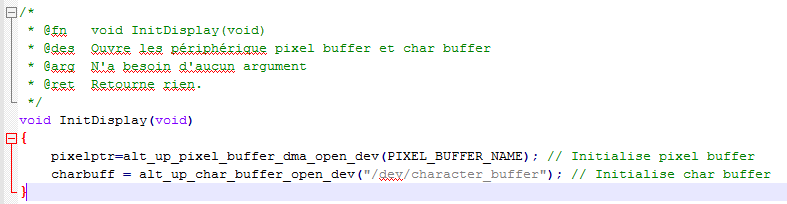 /*
 * @fn   void InitDisplay(void)
 * @des  Ouvre les périphérique pixel buffer et char buffer
 * @arg  N'a besoin d'aucun argument
 * @ret  Retourne rien.
 */
void InitDisplay(void)
{
    pixelptr=alt_up_pixel_buffer_dma_open_dev(PIXEL_BUFFER_NAME); // Initialise pixel buffer
    charbuff = alt_up_char_buffer_open_dev("/dev/character_buffer"); // Initialise char buffer
}